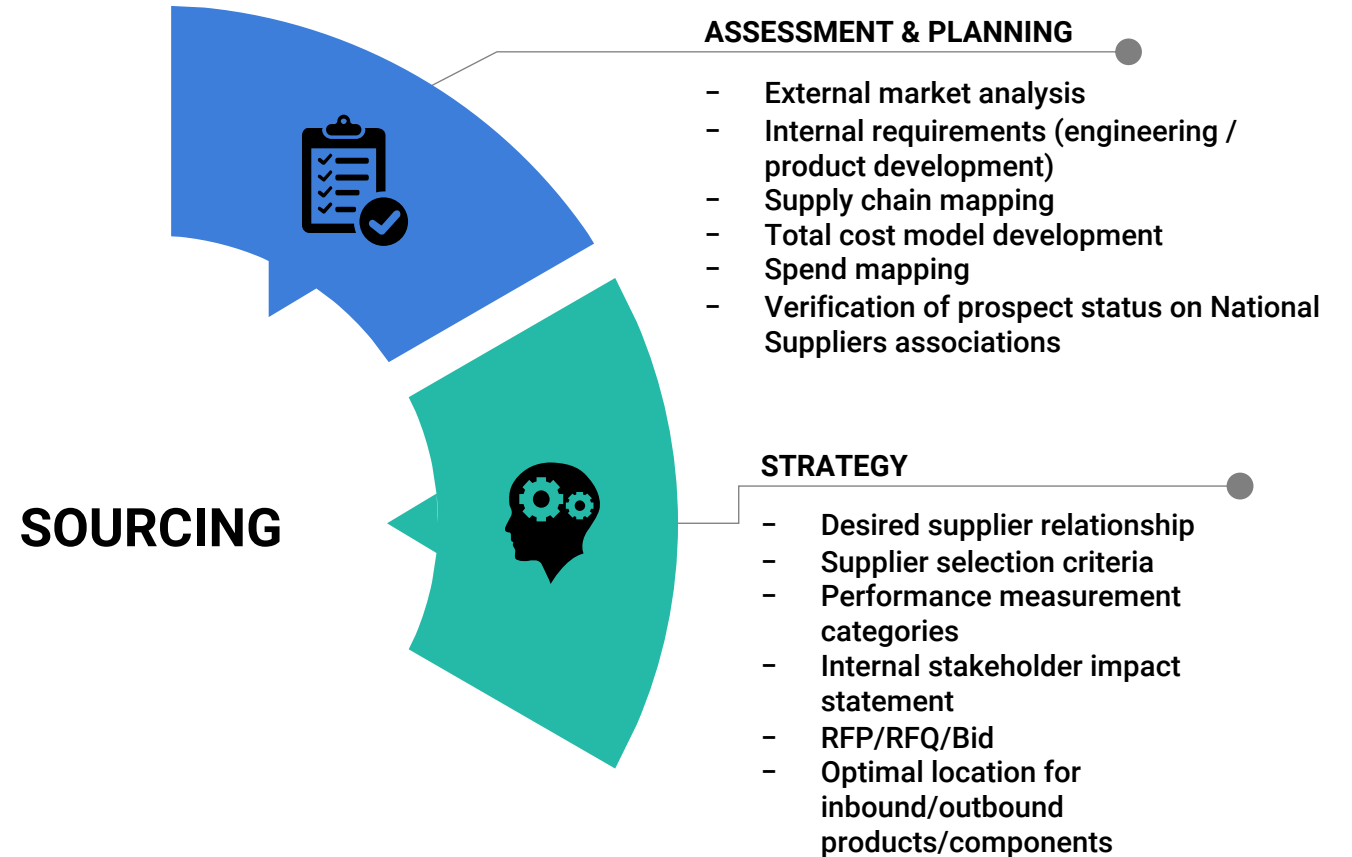 ASSESSMENT & PLANNING
− External market analysis
− Internal requirements (engineering /
product development)
− Supply chain mapping
− Total cost model development
− Spend mapping
− Verification of prospect status on National
Suppliers associations
SOURCING
STRATEGY
− Desired supplier relationship
− Supplier selection criteria
− Performance measurement
categories
− Internal stakeholder impact
statement
− RFP/RFQ/Bid
− Optimal location for
inbound/outbound
products/components